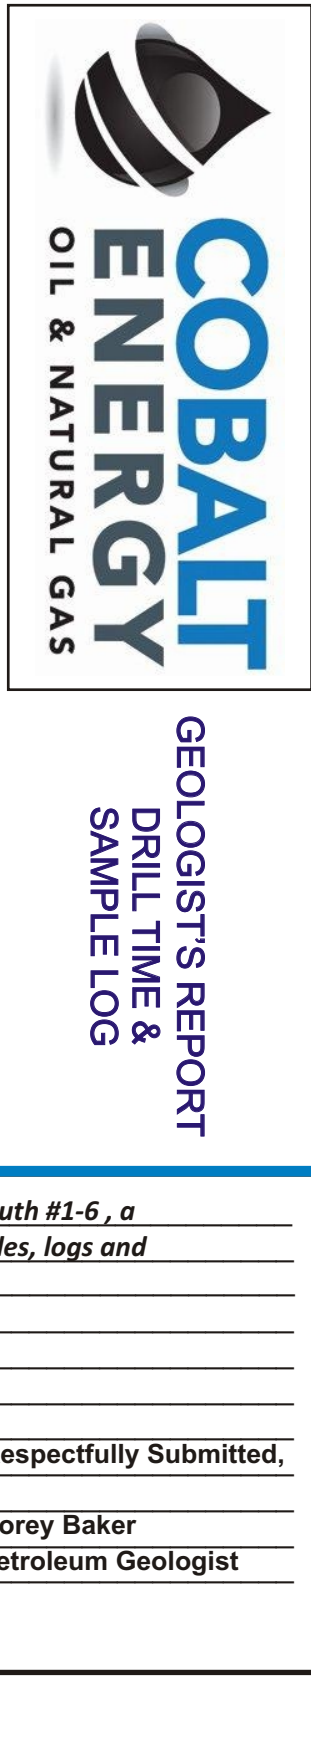 COBALT
ENERGY
OIL & NATURAL GAS
GEOLOGIST'S REPORT
DRILL TIME &
SAMPLE LOG
uth #1-6 , a
les, logs and
espectfully Submitted,
orey Baker
etroleum Geologist